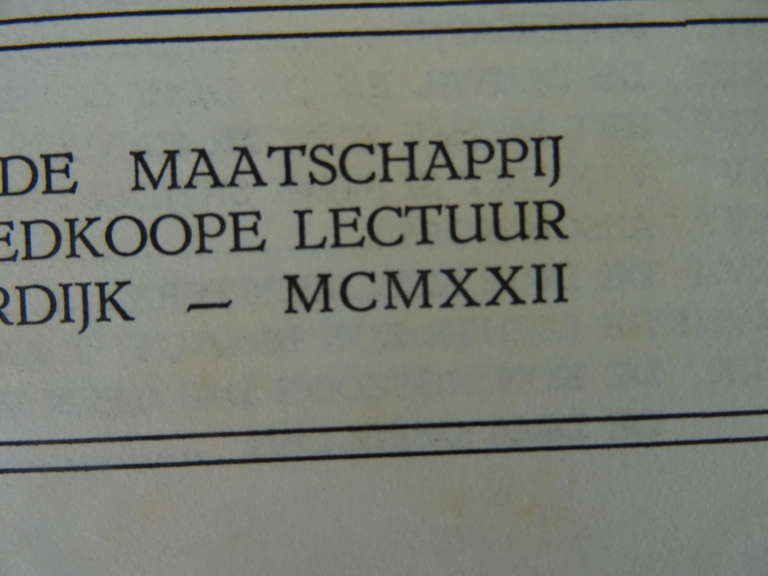 DE MAATSCHAPPIJ
EDKOOPE LECTUUR
RDIJK — MCMXXII